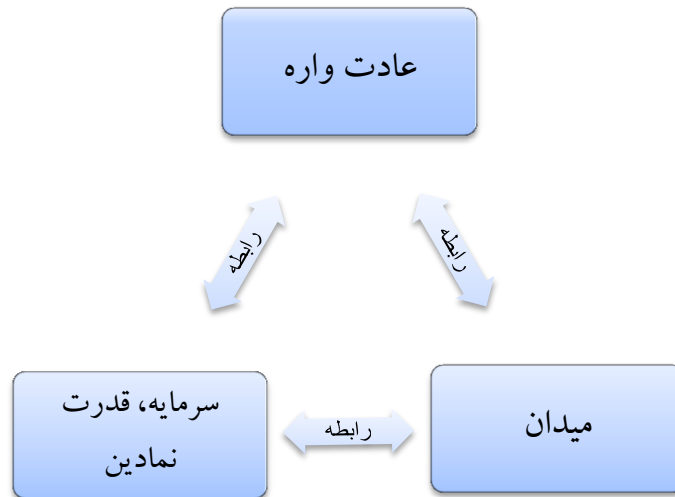 عادت واره
رابطه
رابطه
سرمایه، قدرت
نمادین
رابطه
میدان